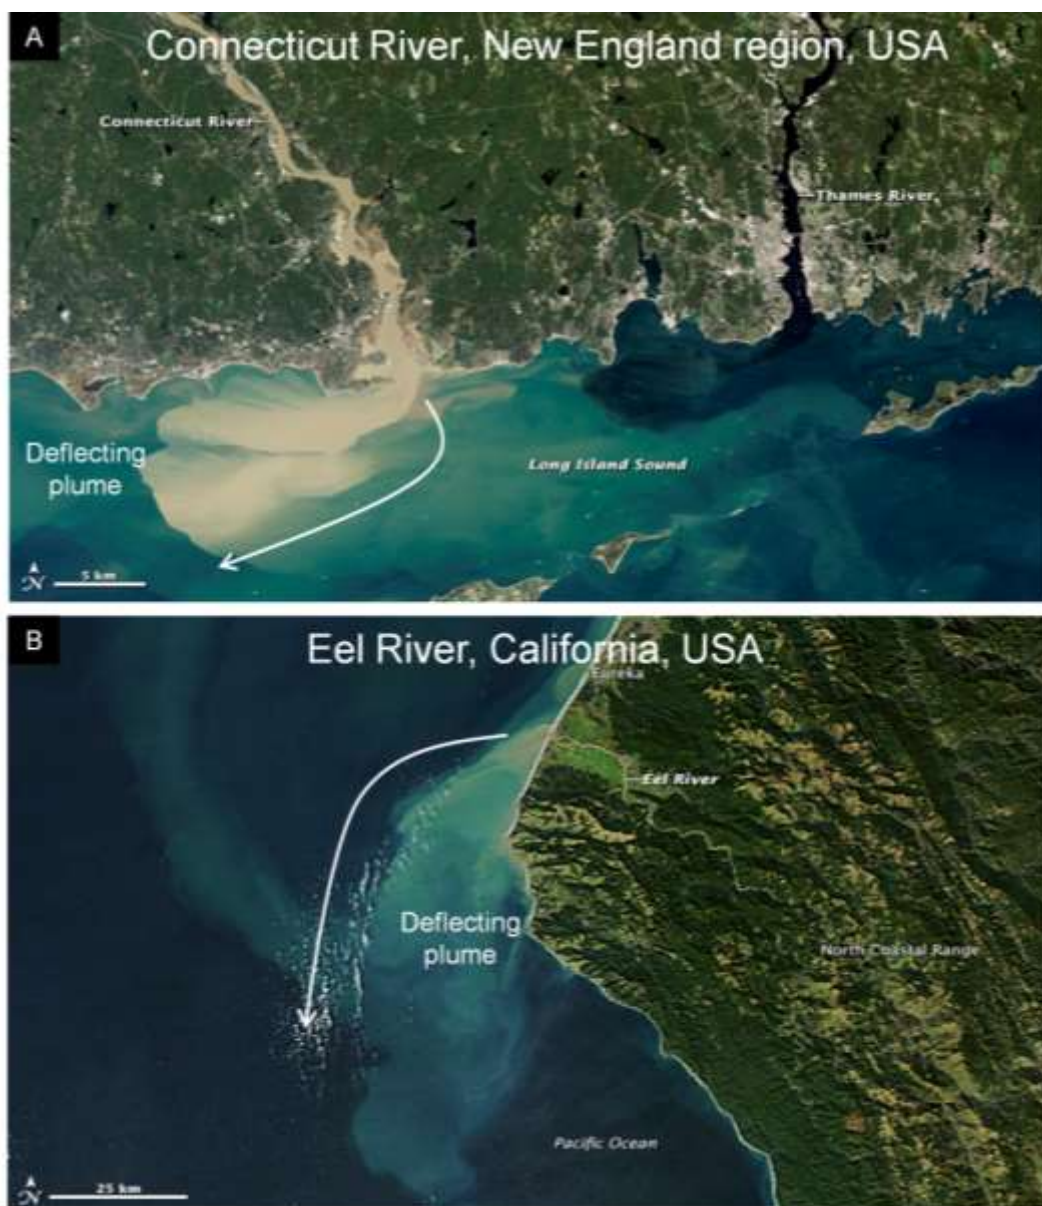 A
Connecticut River, New England region, USA
Connecticut River
Thames River
Deflecting
plume
Long Island Sound
N
5 km
B
Eel River, California, USA
Eureka
Eel River
Deflecting
plume
North Coastal Range
Pacific Ocean
N
25 km